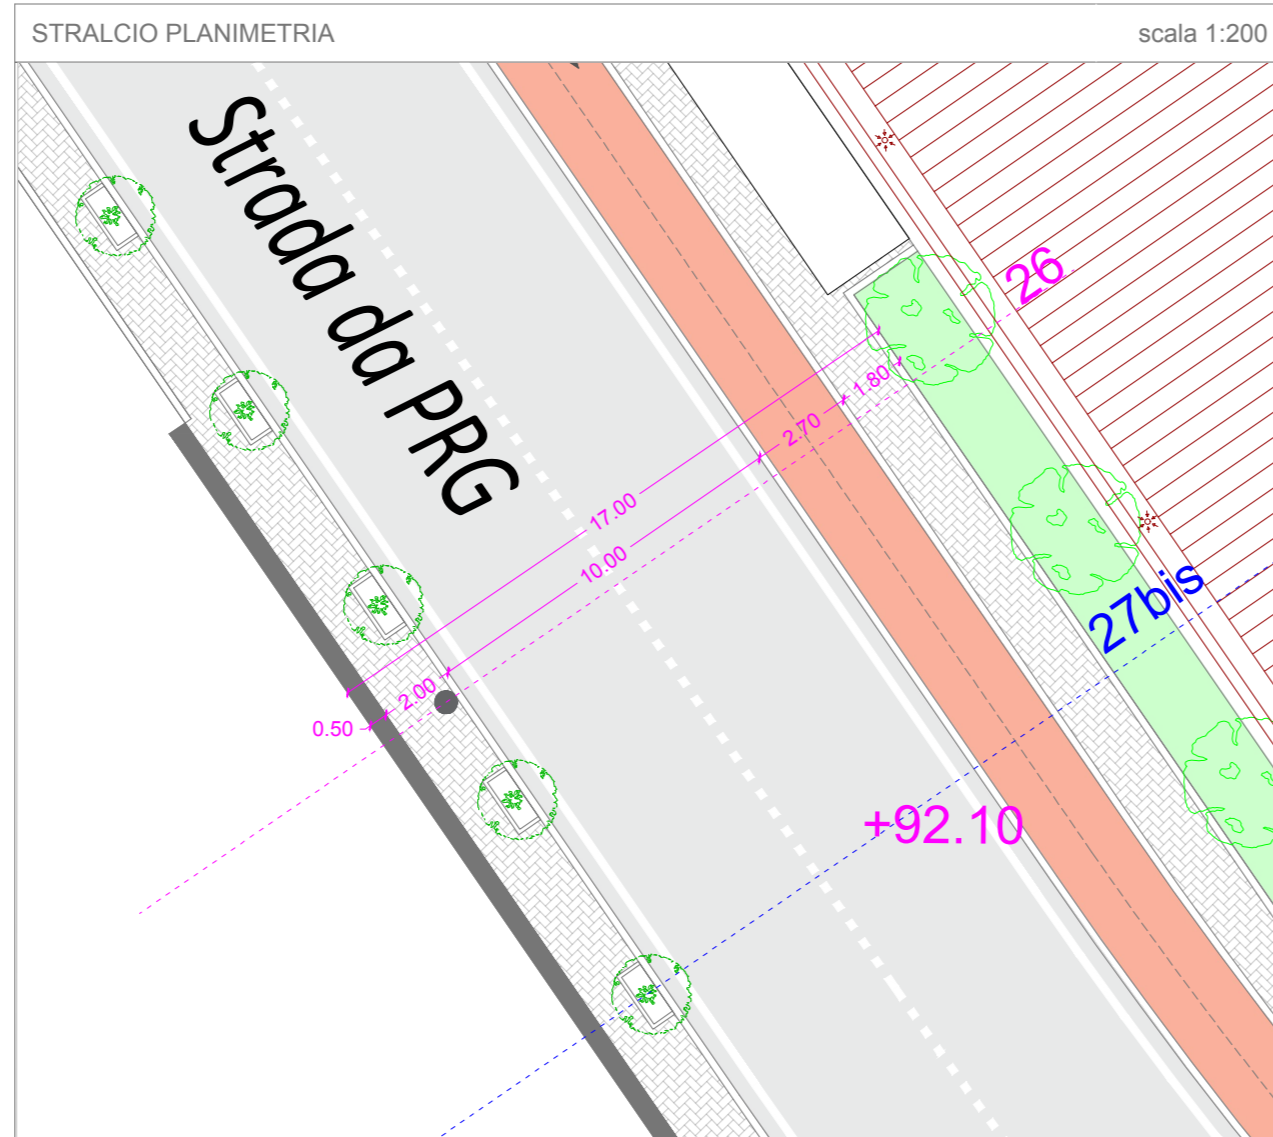 STRALCIO PLANIMETRIA
scala 1:200
Strada da PRG
26
1.80
2.70
17.00
10.00
27bis
2.00
0.50
+92.10